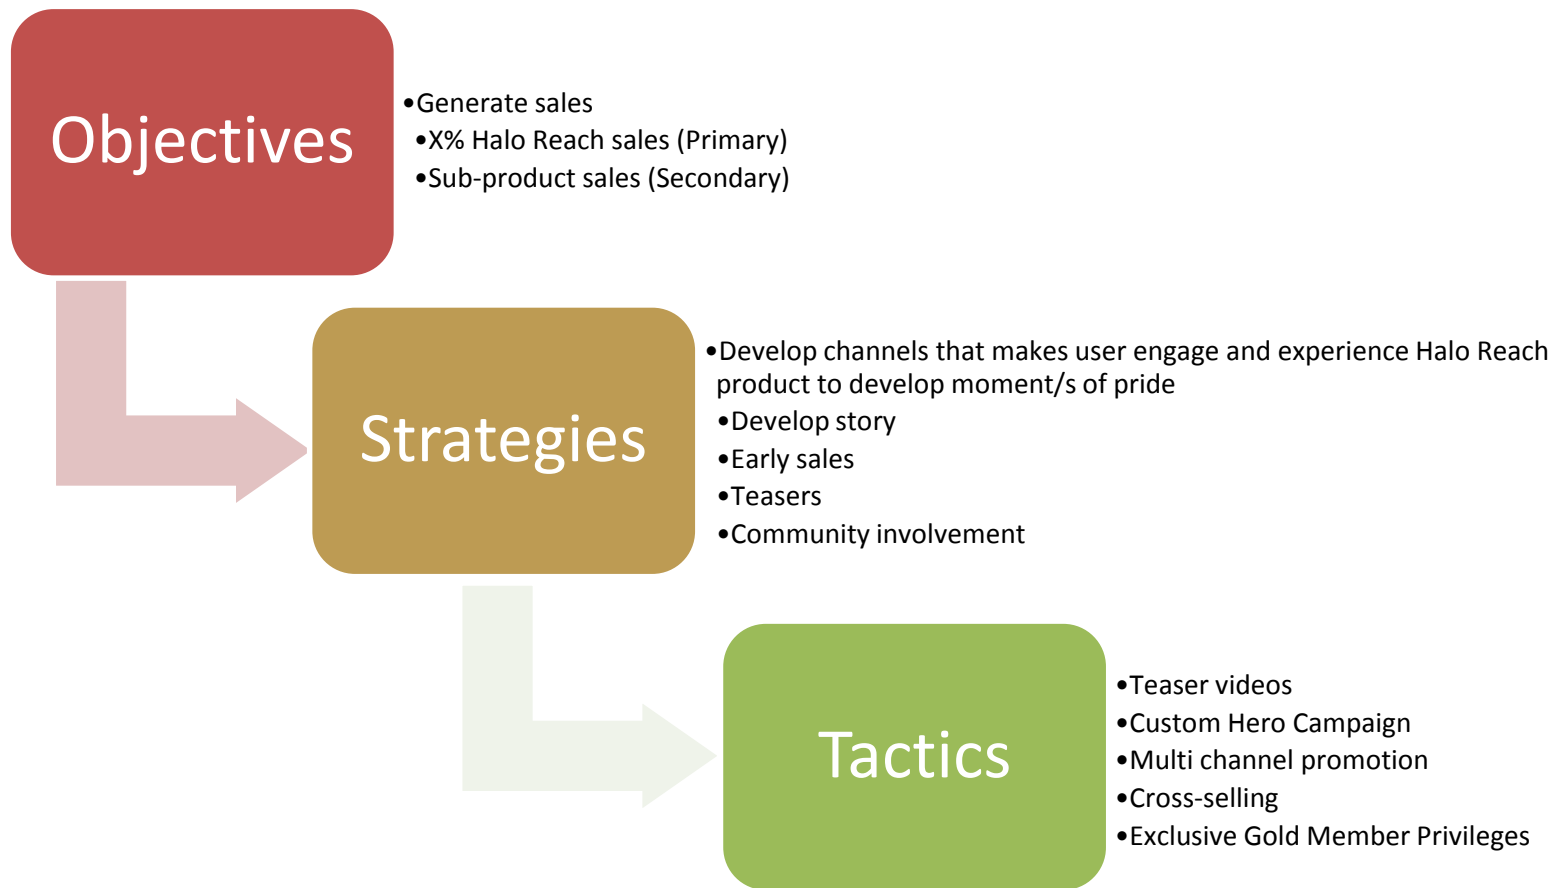 Objectives
•Generate sales
•X% Halo Reach sales (Primary)
•Sub-product sales (Secondary)
Strategies
•Develop channels that makes user engage and experience Halo Reach
product to develop moment/s of pride
•Develop story
•Early sales
•Teasers
•Community involvement
Tactics
•Teaser videos
•Custom Hero Campaign
•Multi channel promotion
•Cross-selling
•Exclusive Gold Member Privileges